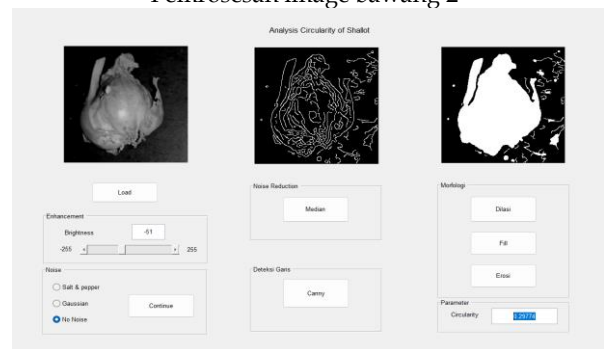 Pemrosesan image bawang 2
Analysis Circularity of Shallot
Load
Enhancement
Brightness
-51
-255
255
Noise
Salt & pepper
Gaussian
No Noise
Continue
Noise Reduction
Median
Deteksi Garis
Canny
Morfologi
Dilasi
Fill
Erosi
Parameter
Circularity
0.29774